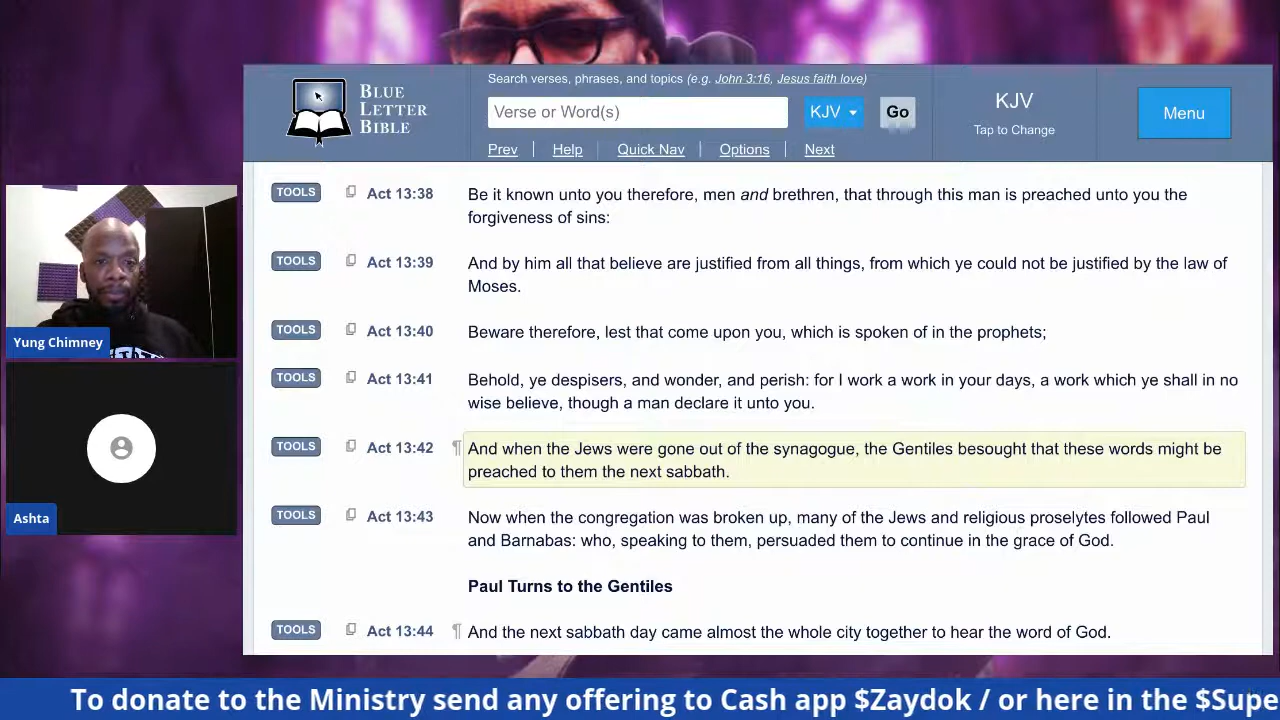 Search verses, phrases, and topics (e.g. John 3:16, Jesus faith love)
BLUE
LETTER
BIBLE
Verse or Word(s)
KJV
Go
KJV
Tap to Change
Menu
Prev
Help
Quick Nav
Options
Next
TOOLS Act 13:38 Be it known unto you therefore, men and brethren, that through this man is preached unto you the
forgiveness of sins:
TOOLS Act 13:39 And by him all that believe are justified from all things, from which ye could not be justified by the law of
Moses.
TOOLS Act 13:40 Beware therefore, lest that come upon you, which is spoken of in the prophets;
TOOLS Act 13:41 Behold, ye despisers, and wonder, and perish: for I work a work in your days, a work which ye shall in no
wise believe, though a man declare it unto you.
TOOLS Act 13:42 ¶ And when the Jews were gone out of the synagogue, the Gentiles besought that these words might be
preached to them the next sabbath.
TOOLS Act 13:43 Now when the congregation was broken up, many of the Jews and religious proselytes followed Paul
and Barnabas: who, speaking to them, persuaded them to continue in the grace of God.
Paul Turns to the Gentiles
TOOLS Act 13:44 ¶ And the next sabbath day came almost the whole city together to hear the word of God.
Yung Chimney
Ashta
To donate to the Ministry send any offering to Cash app $Zaydok / or here in the $Supe